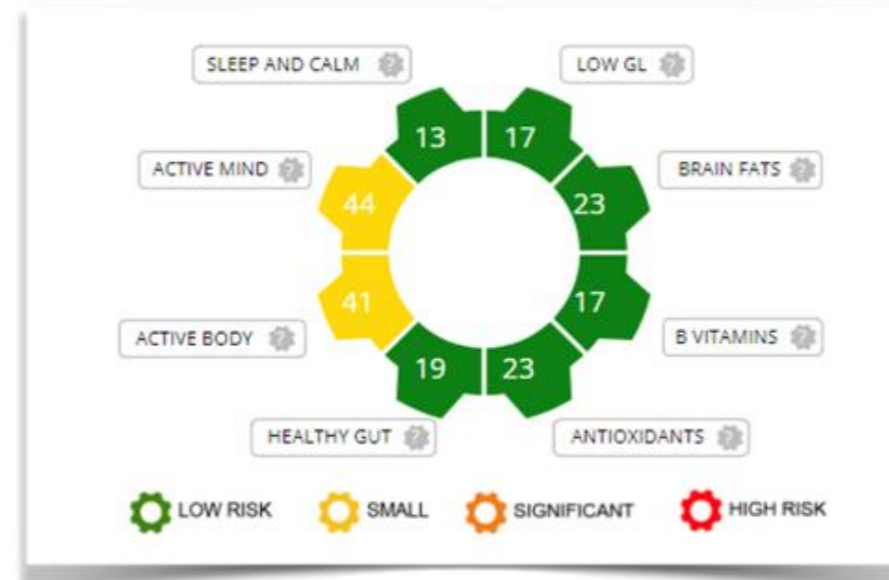 SLEEP AND CALM ?
LOW GL ?
13
17
ACTIVE MIND ?
BRAIN FATS ?
44
23
41
17
ACTIVE BODY ?
B VITAMINS ?
19
23
HEALTHY GUT ?
ANTIOXIDANTS ?
LOW RISK
SMALL
SIGNIFICANT
HIGH RISK